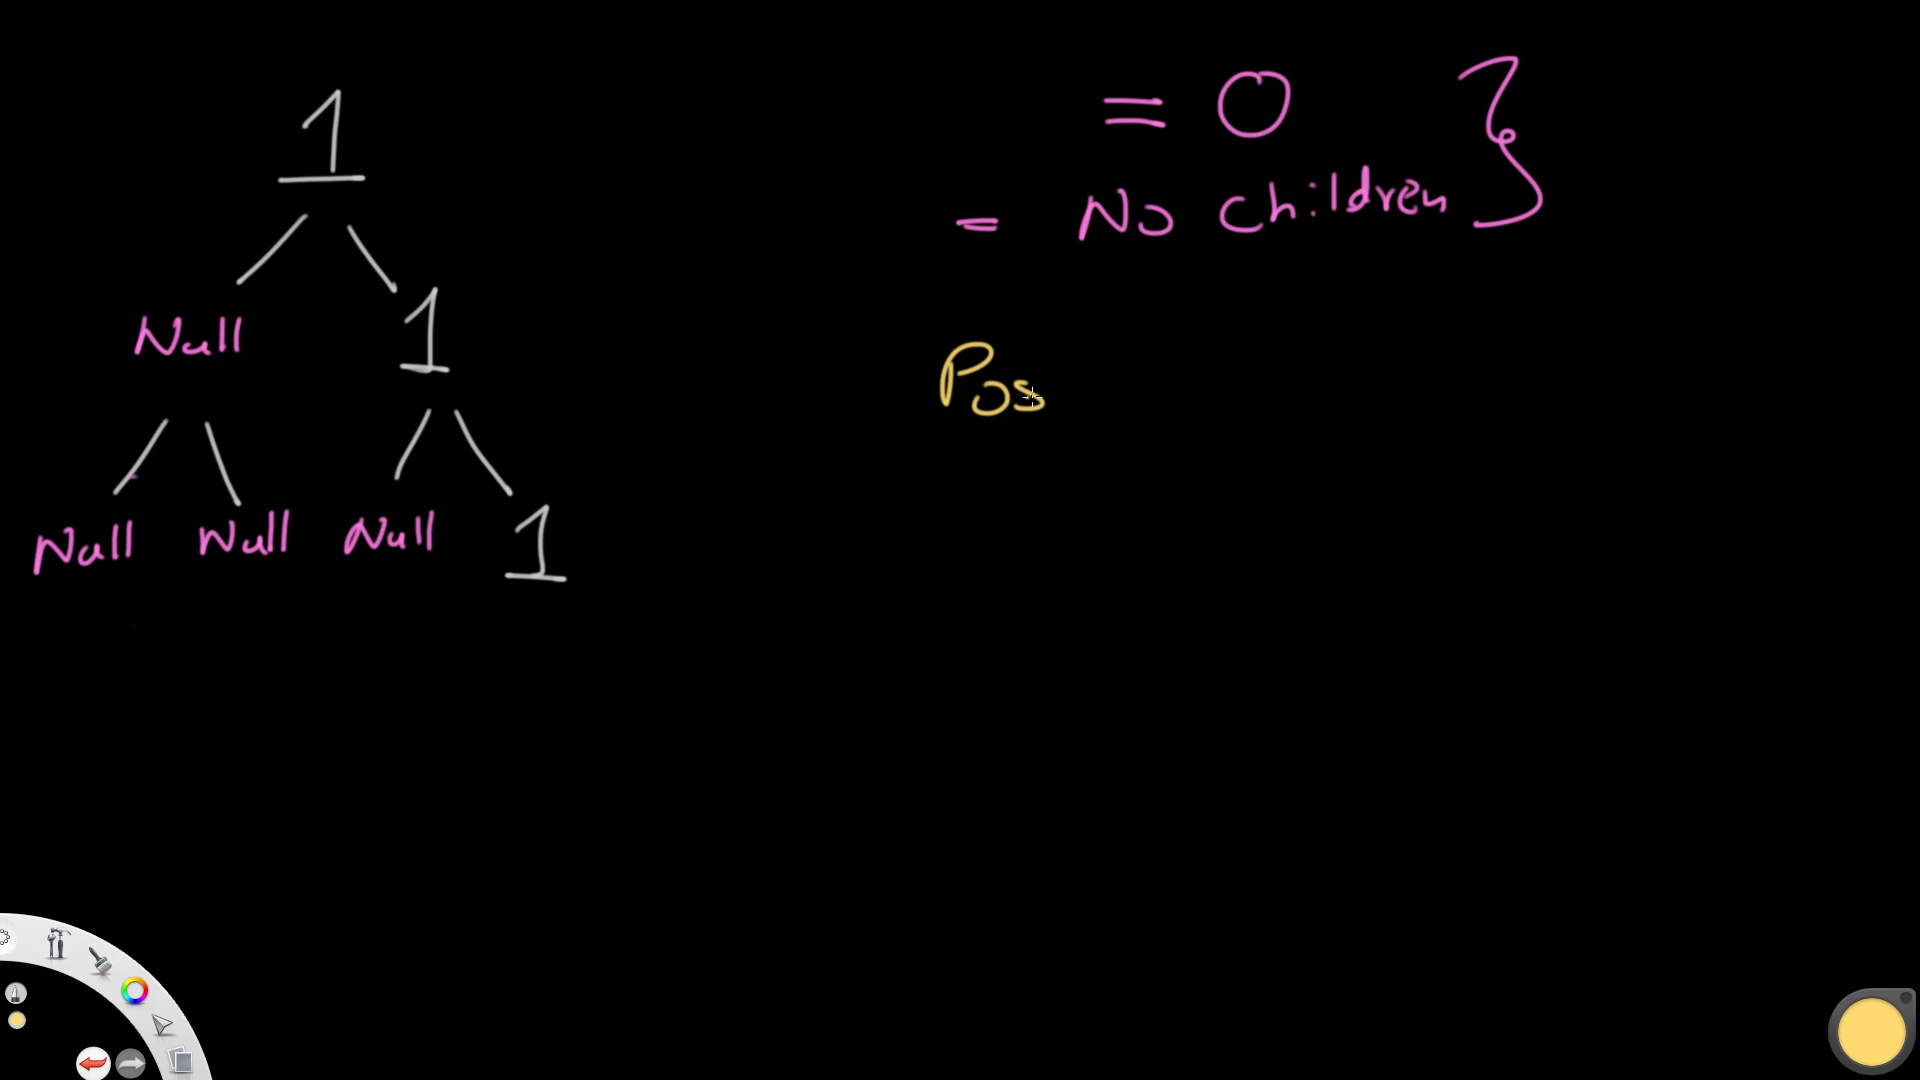 1
Null 1
Null Null Null 1
= 0
= No Children
Pos